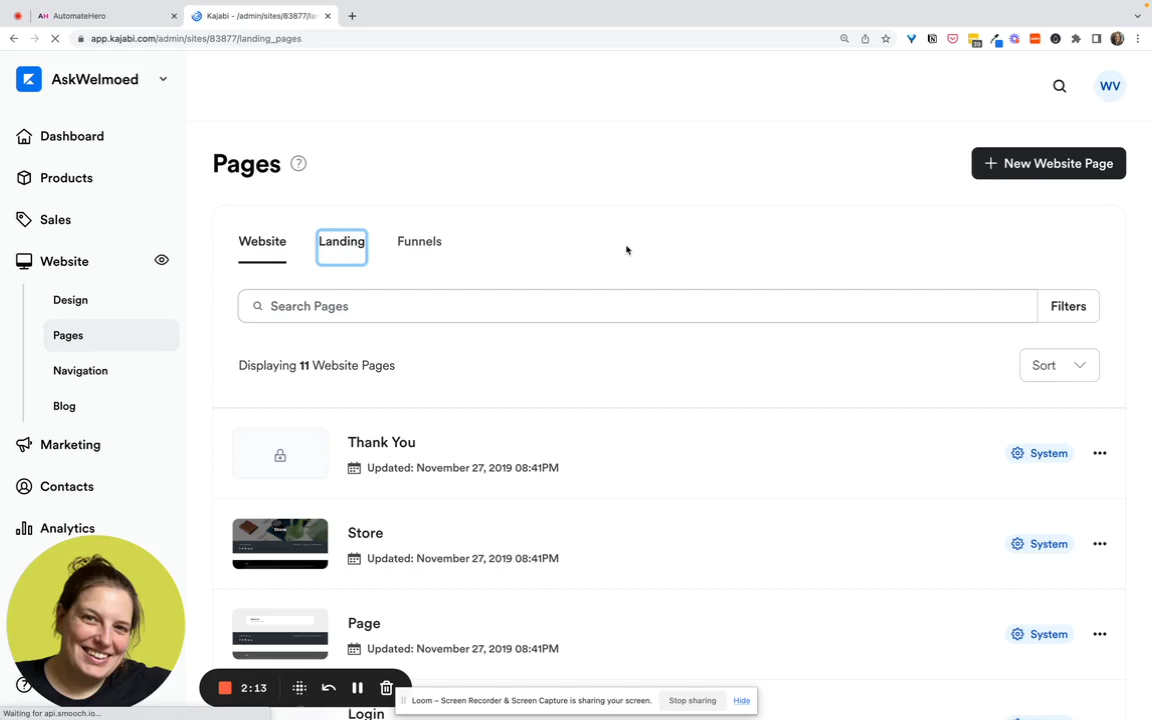 AutomateHero
Kajabi - /admin/sites/83877/la
app.kajabi.com/admin/sites/83877/landing_pages
AskWelmoed
WV
Dashboard
Products
Sales
Website
Design
Pages
Navigation
Blog
Marketing
Contacts
Analytics
Pages
New Website Page
Website
Landing
Funnels
Search Pages
Filters
Displaying 11 Website Pages
Sort
Thank You
Updated: November 27, 2019 08:41PM
System
Store
Updated: November 27, 2019 08:41PM
System
Page
Updated: November 27, 2019 08:41PM
System
Login
2:13
Loom – Screen Recorder & Screen Capture is sharing your screen.
Stop sharing
Hide
Waiting for api.smooch.io...